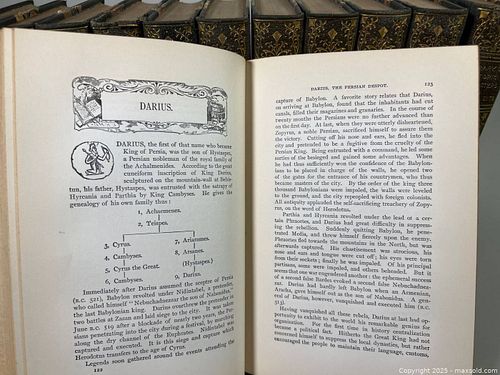 DARIUS.
DARIUS, the first of that name who became
King of Persia, was the son of Hystaspes,
a Persian nobleman of the royal family of
the Achaimenides. According to the great
cuneiform inscription of King Darius,
sculptured on the mountain-wall at Behis-
tun, his father, Hystaspes, was entrusted with the satrapy of
Hyrcania and Parthia by King Cambyses. He gives the
genealogy of his own family thus:
1, Achaemenes.
2, Teispes.
3, Cyrus. 7, Ariamnes.
4, Cambyses. 8, Arsames.
5, Cyrus the Great. (Hystaspes.)
6, Cambyses. 9, Darius.
Immediately after Darius assumed the sceptre of Persia
(B.C. 521), Babylon revolted under Nidintabel, a pretender,
who called himself "Nebuchadnezzar the son of Nabonidus,"
the last Babylonian king. Darius overthrew the pretender in
two battles at Zazan and laid siege to the city. It was taken
June B.C. 519 after a blockade of nearly two years, the Per-
sians penetrating into the city during a festival, by marching
along the dry channel of the Euphrates. Nidintabel was
captured and executed. It is this siege and capture which
Herodotus transfers to the age of Cyrus.
Legends soon gathered around the events attending the
122
DARIUS, THE PERSIAN DESPOT. 123
capture of Babylon. A favorite story relates that Darius,
on arriving at Babylon, found that the inhabitants had cut
canals, filled their magazines and granaries. In the course of
twenty months the Persians were no further advanced than
on the first day. At last, when they were utterly disheartened,
Zopyrus, a noble Persian, sacrificed himself to assure them
the victory. Cutting off his nose and ears, he fled into the
city and pretended to be a fugitive from the cruelty of the
Persian King. Being entrusted with a command, he led some
sorties of the besieged and gained some advantages. When
he had thus sufficiently won the confidence of the Babylon-
ians to be placed in charge of the walls, he opened two
of the gates for the entrance of his countrymen, who thus
became masters of the city. By the order of the king three
thousand Babylonians were impaled, the walls were leveled
to the ground, and the city repeopled with foreign colonists.
All antiquity applauded the self-sacrificing treachery of Zopy-
rus, on the word of Herodotus.
Parthia and Hyrcania revolted under the lead of a cer-
tain Phraortes, and Darius had great difficulty in suppress-
ing the rebellion. Suddenly quitting Babylon, he pene-
trated Media, and threw himself fiercely upon the enemy.
Phraortes fled towards the mountains in the North, but was
afterwards captured. His chastisement was atrocious, his
nose and ears and tongue were cut off; his eyes were torn
from their sockets; finally he was impaled. Of his principal
partisans, some were impaled, and others beheaded. But it
seems that one was engendered another: the ephemeral success
of a second false Bardes evoked a second false Nebuchadnez-
zar. Darius had hardly left Babylon when an Armenian,
Aracha, gave himself out as the son of Nabonidus. A gen-
eral of Darius, however, vanquished and executed him (B.C.
Having vanquished all these rebels, Darius at last had op-
portunity to exhibit to the world his remarkable genius for
organization. For the first time in history centralization
became a political fact. Hitherto the Great King had not
concerned himself to suppress the local dynasties, but rather
encouraged the people to maintain their language, customs,
Copyright 2025 - maxsold.com